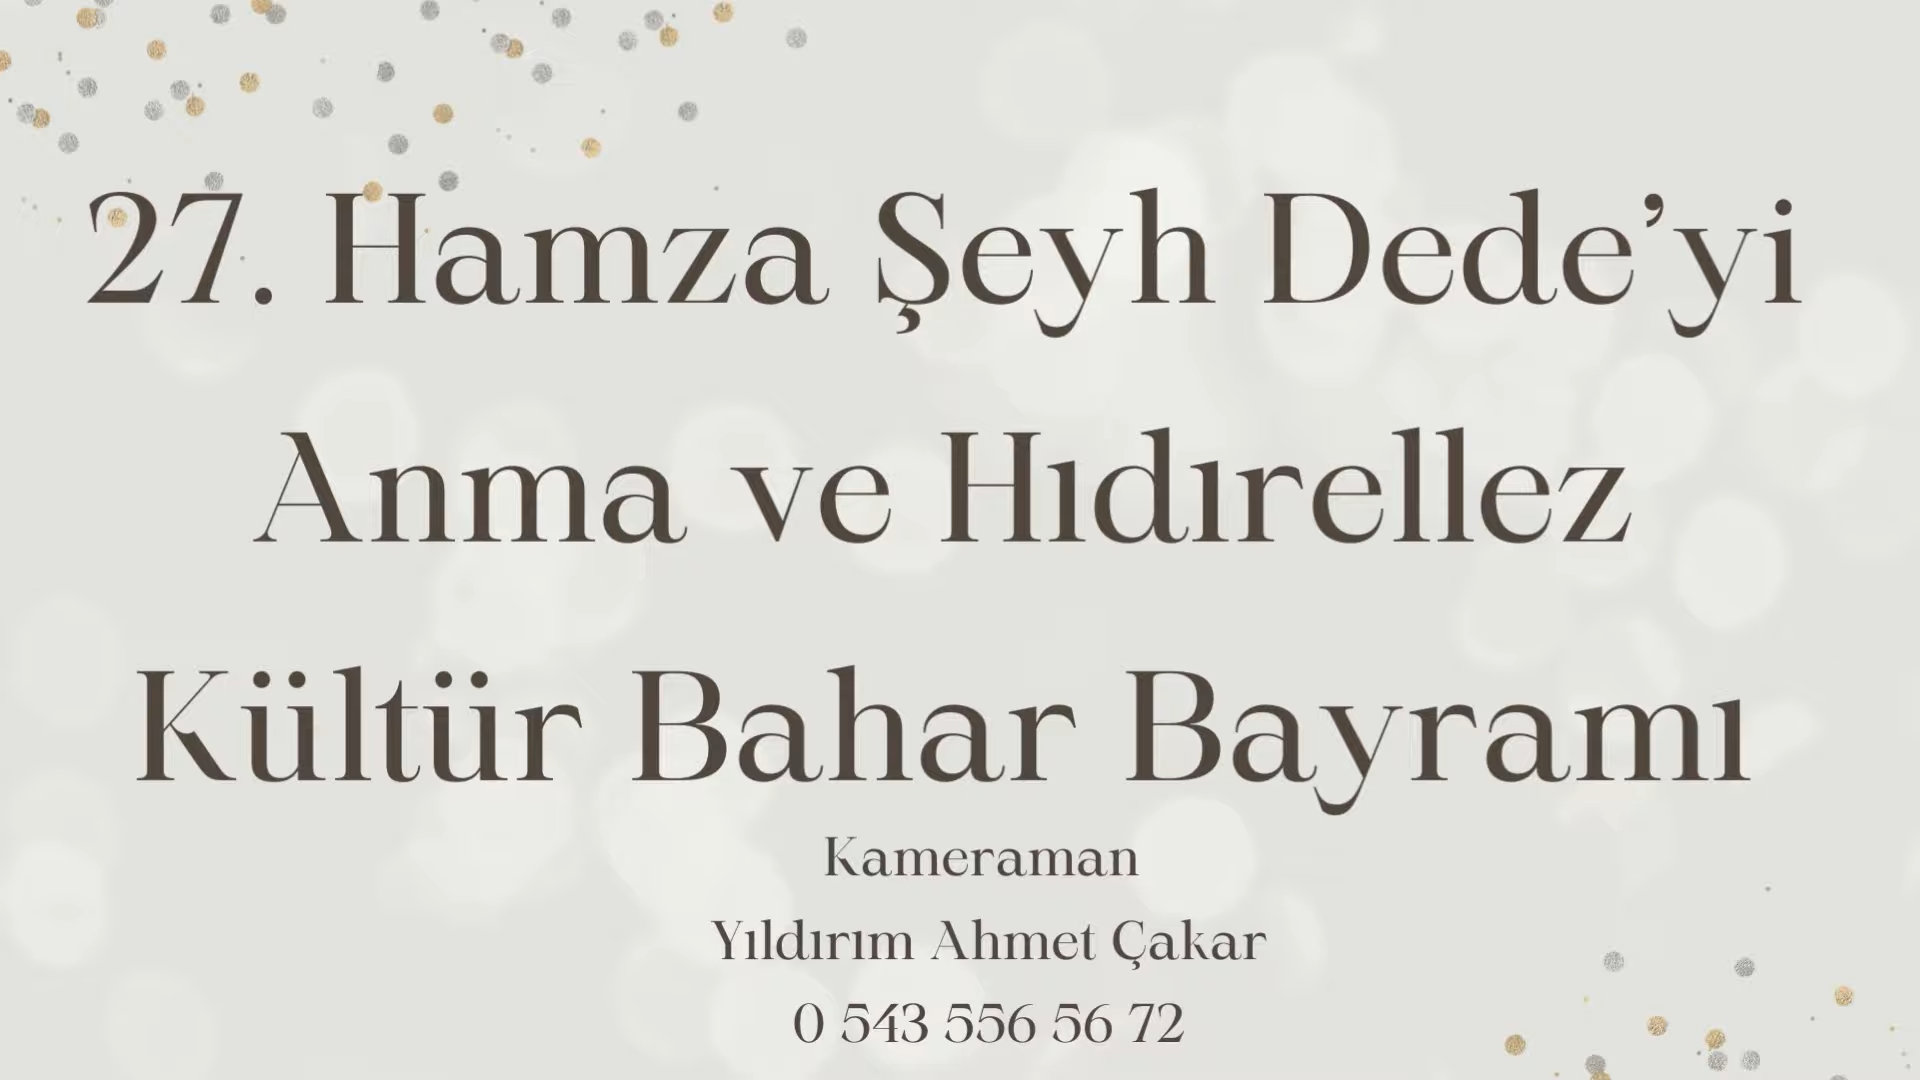 27. Hamza Şeyh Dede’yi
Anma ve Hıdırellez
Kültür Bahar Bayramı
Kameraman
Yıldırım Ahmet Çakar
0 543 556 56 72